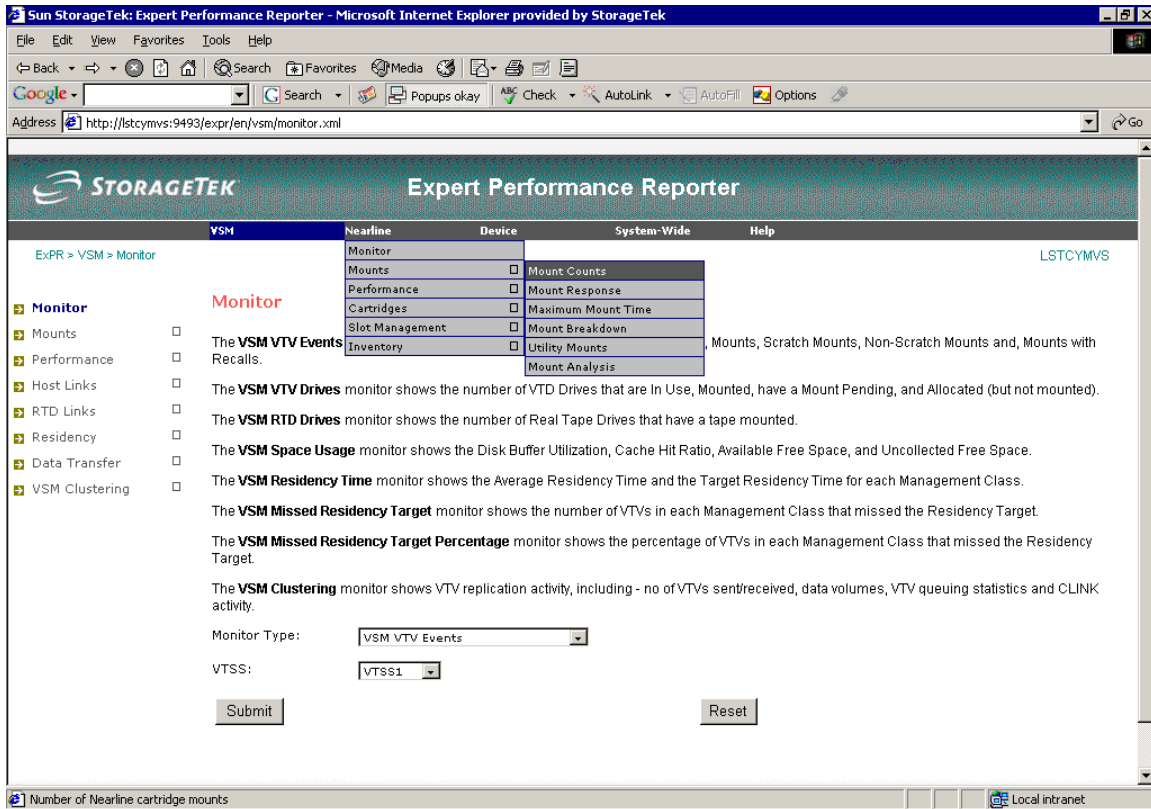 Sun StorageTek: Expert Performance Reporter - Microsoft Internet Explorer provided by StorageTek
File Edit View Favorites Tools Help
Back Search Favorites Media
Google Search Popups okay ABC Check AutoLink AutoFill Options
Address http://lstcymvs:9493/expr/en/vsm/monitor.xml Go
STORAGETEK Expert Performance Reporter
VSM Nearline Device System-Wide Help
ExPR > VSM > Monitor
LSTCYMVS
Monitor
Mounts
Performance
Cartridges
Slot Management
Inventory
Mount Counts
Mount Response
Maximum Mount Time
Mount Breakdown
Utility Mounts
Mount Analysis
Monitor
Mounts
Performance
Host Links
RTD Links
Residency
Data Transfer
VSM Clustering
Monitor
The VSM VTV Events , Mounts, Scratch Mounts, Non-Scratch Mounts and, Mounts with
Recalls.
The VSM VTV Drives monitor shows the number of VTD Drives that are In Use, Mounted, have a Mount Pending, and Allocated (but not mounted).
The VSM RTD Drives monitor shows the number of Real Tape Drives that have a tape mounted.
The VSM Space Usage monitor shows the Disk Buffer Utilization, Cache Hit Ratio, Available Free Space, and Uncollected Free Space.
The VSM Residency Time monitor shows the Average Residency Time and the Target Residency Time for each Management Class.
The VSM Missed Residency Target monitor shows the number of VTVs in each Management Class that missed the Residency Target.
The VSM Missed Residency Target Percentage monitor shows the percentage of VTVs in each Management Class that missed the Residency
Target.
The VSM Clustering monitor shows VTV replication activity, including - no of VTVs sent/received, data volumes, VTV queuing statistics and CLINK
activity.
Monitor Type: VSM VTV Events
VTSS: VTSS1
Submit Reset
Number of Nearline cartridge mounts Local intranet